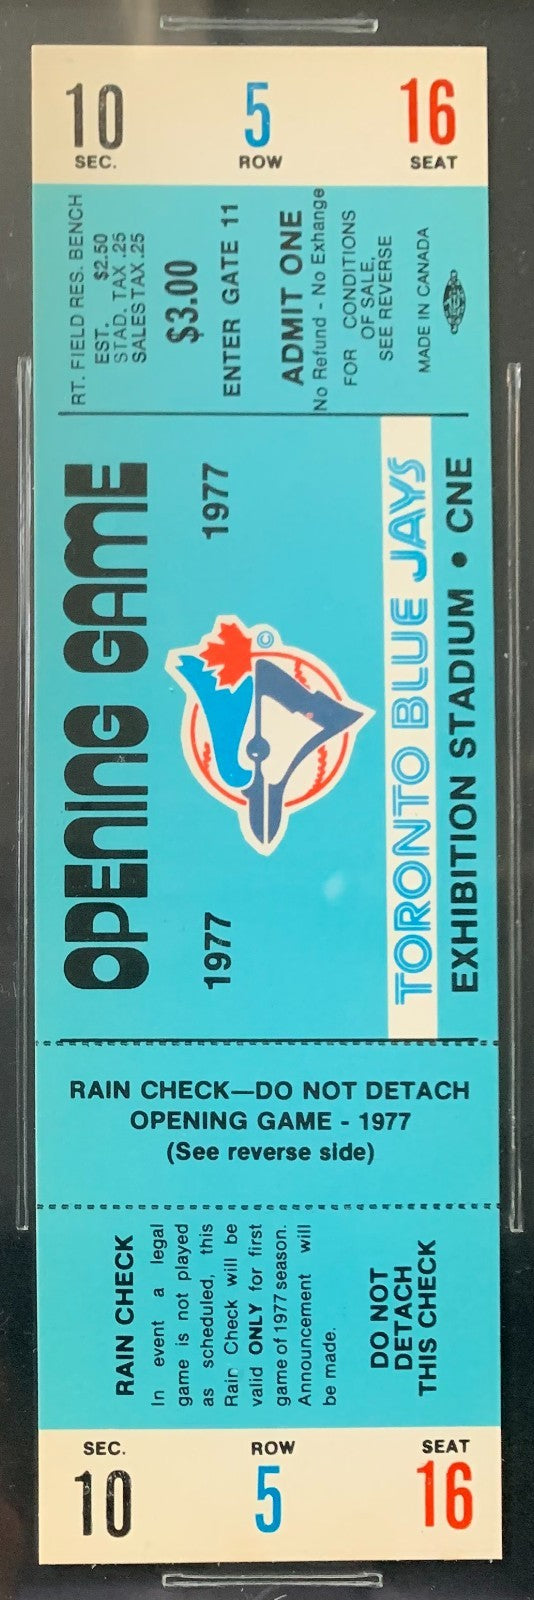 10 5 16
SEC. ROW SEAT
RT. FIELD RES. BENCH
EST. $2.50
STAD. TAX .25
SALES TAX .25
$3.00
ENTER GATE 11
ADMIT ONE
No Refund - No Exhange
FOR CONDITIONS
OF SALE,
SEE REVERSE
MADE IN CANADA
OPENING GAME
1977 1977
©
TORONTO BLUE JAYS
EXHIBITION STADIUM • CNE
RAIN CHECK—DO NOT DETACH
OPENING GAME - 1977
(See reverse side)
RAIN CHECK
In event a legal
game is not played
as scheduled, this
Rain Check will be
valid ONLY for first
game of 1977 season.
Announcement will
be made.
DO NOT
DETACH
THIS CHECK
SEC. ROW SEAT
10 5 16